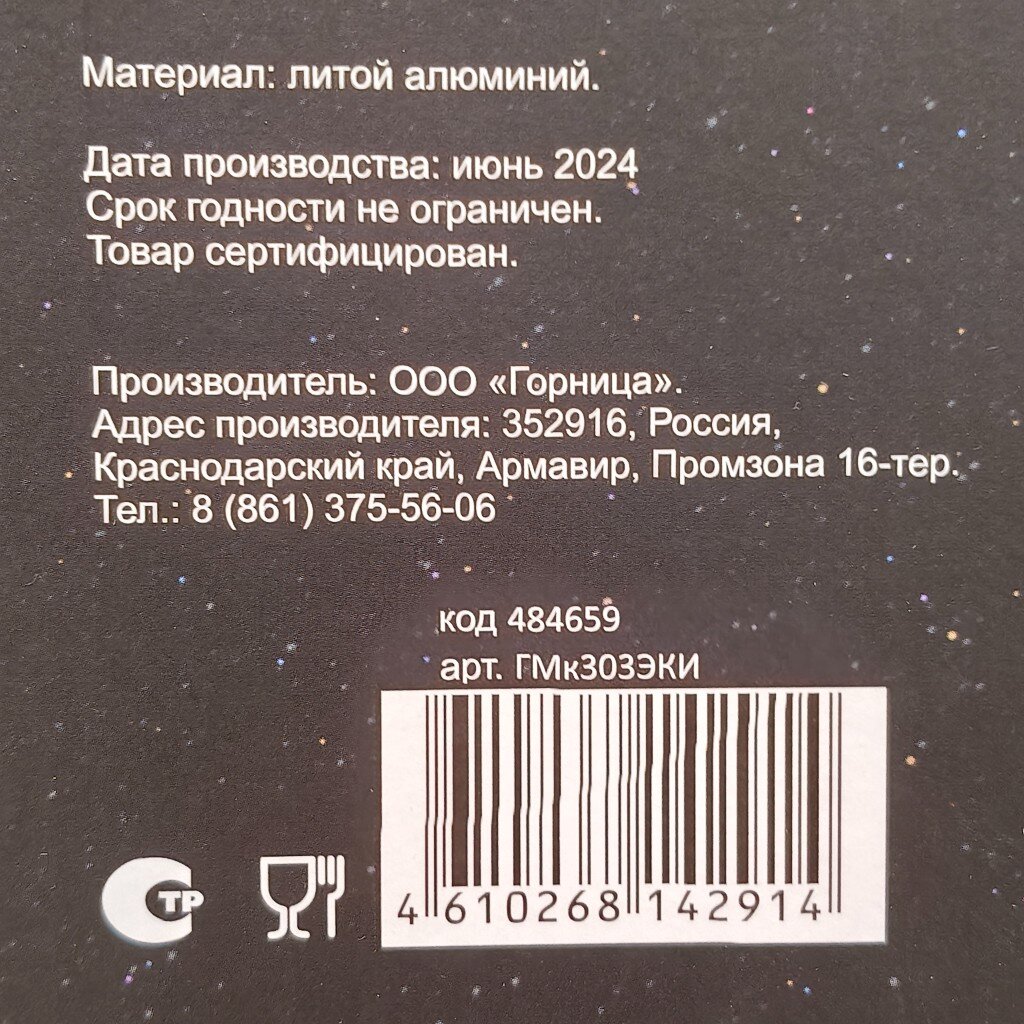 Материал: литой алюминий.
Дата производства: июнь 2024
Срок годности не ограничен.
Товар сертифицирован.
Производитель: ООО «Горница».
Адрес производителя: 352916, Россия,
Краснодарский край, Армавир, Промзона 16-тер.
Тел.: 8 (861) 375-56-06
код 484659
арт. ГМк303ЭКИ
4 610268 142914
СТР